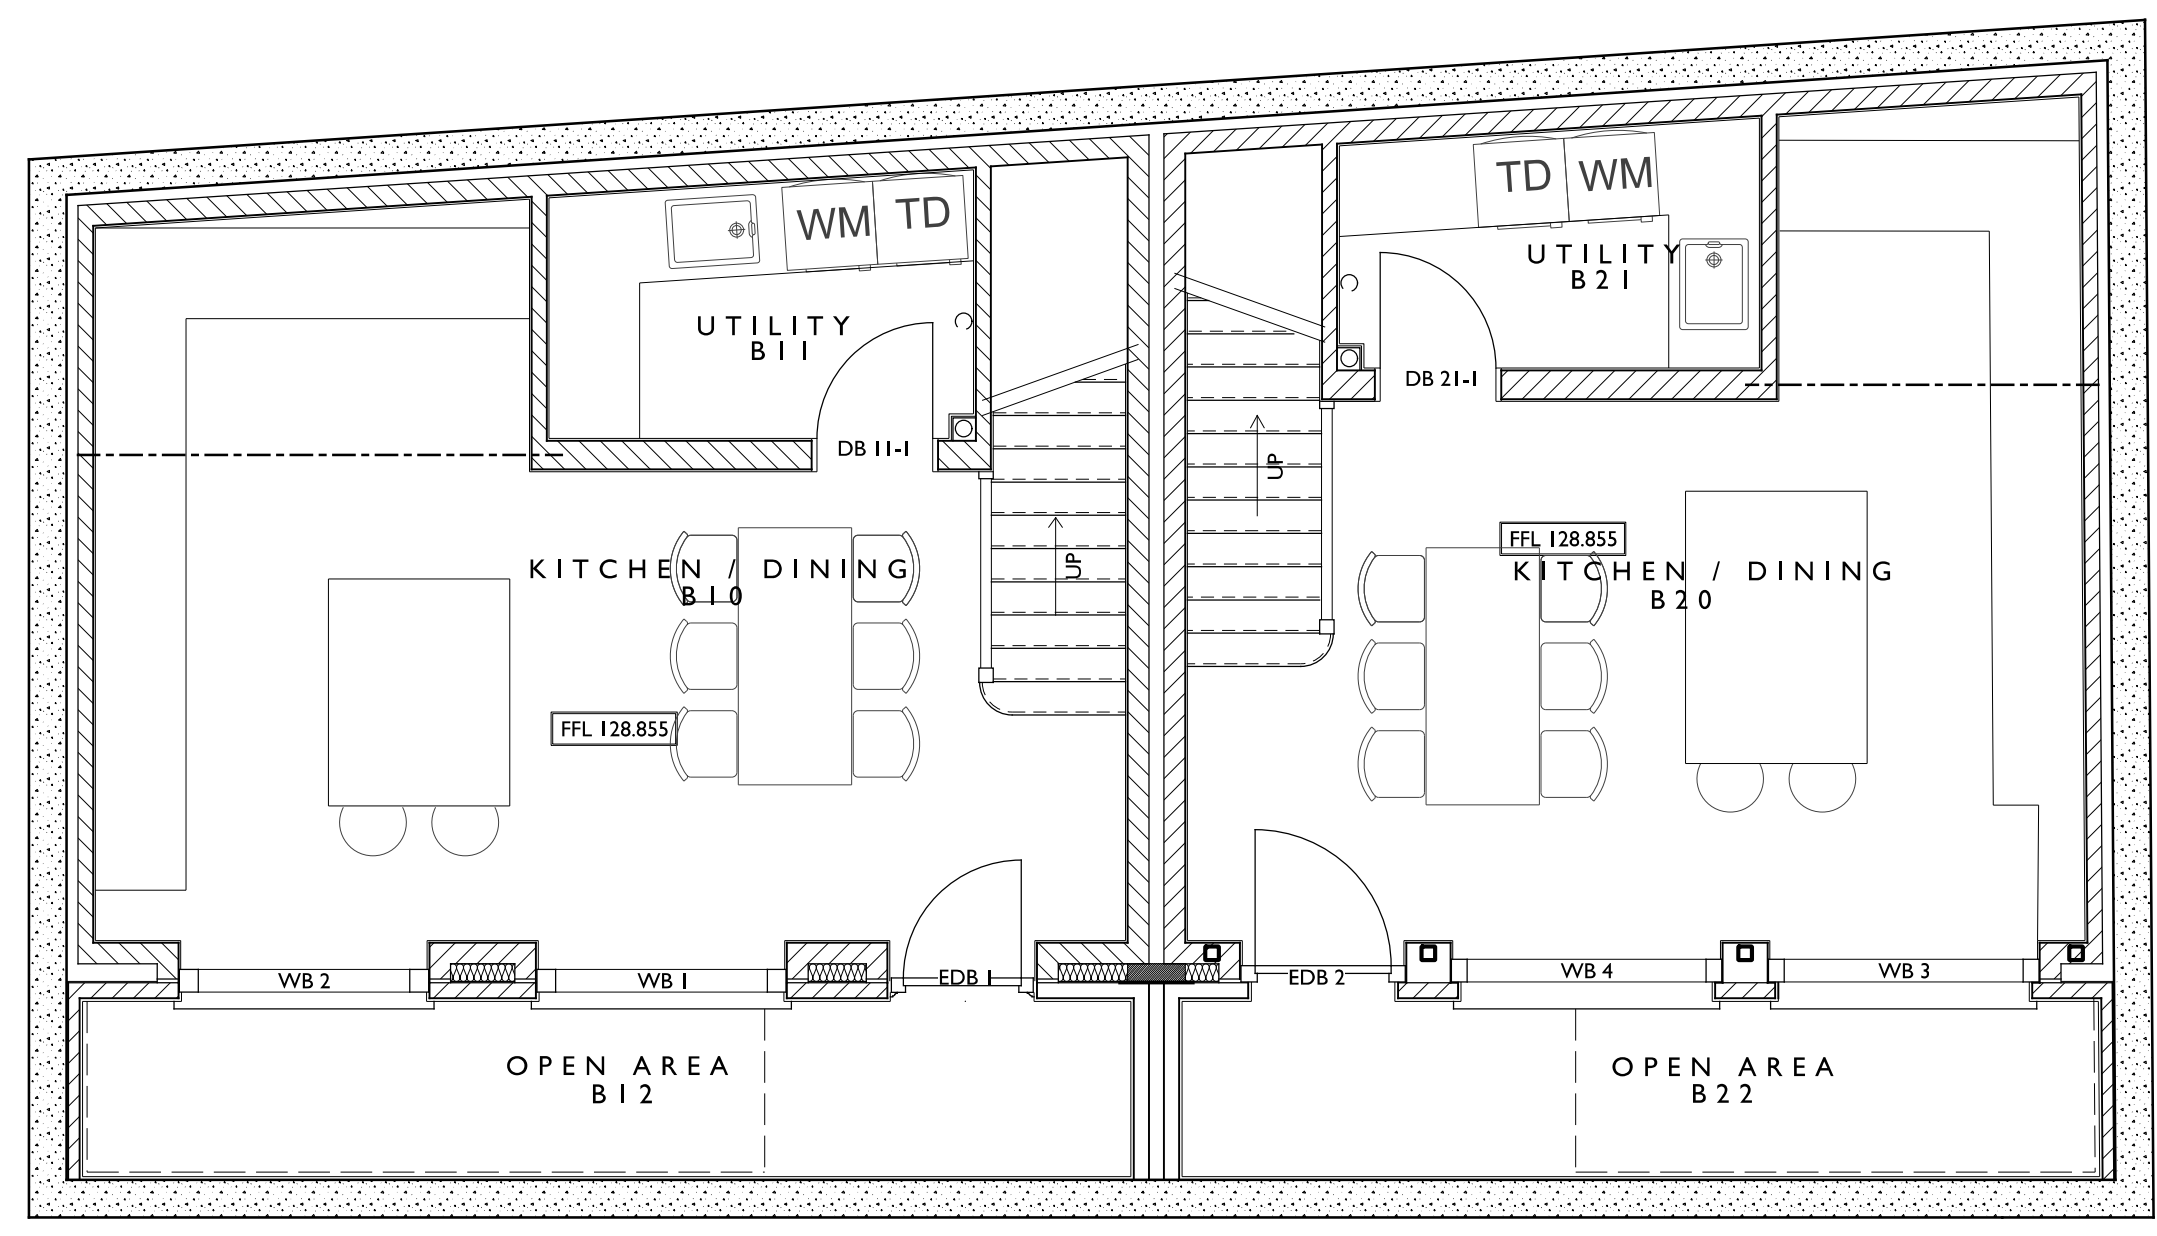 WM
TD
UTILITY
B11
DB 11-1
KITCHEN / DINING
B10
FFL 128.855
UP
WB 2
WB 1
EDB 1
OPEN AREA
B12
TD
WM
UTILITY
B21
DB 21-1
UP
FFL 128.855
KITCHEN / DINING
B20
EDB 2
WB 4
WB 3
OPEN AREA
B22